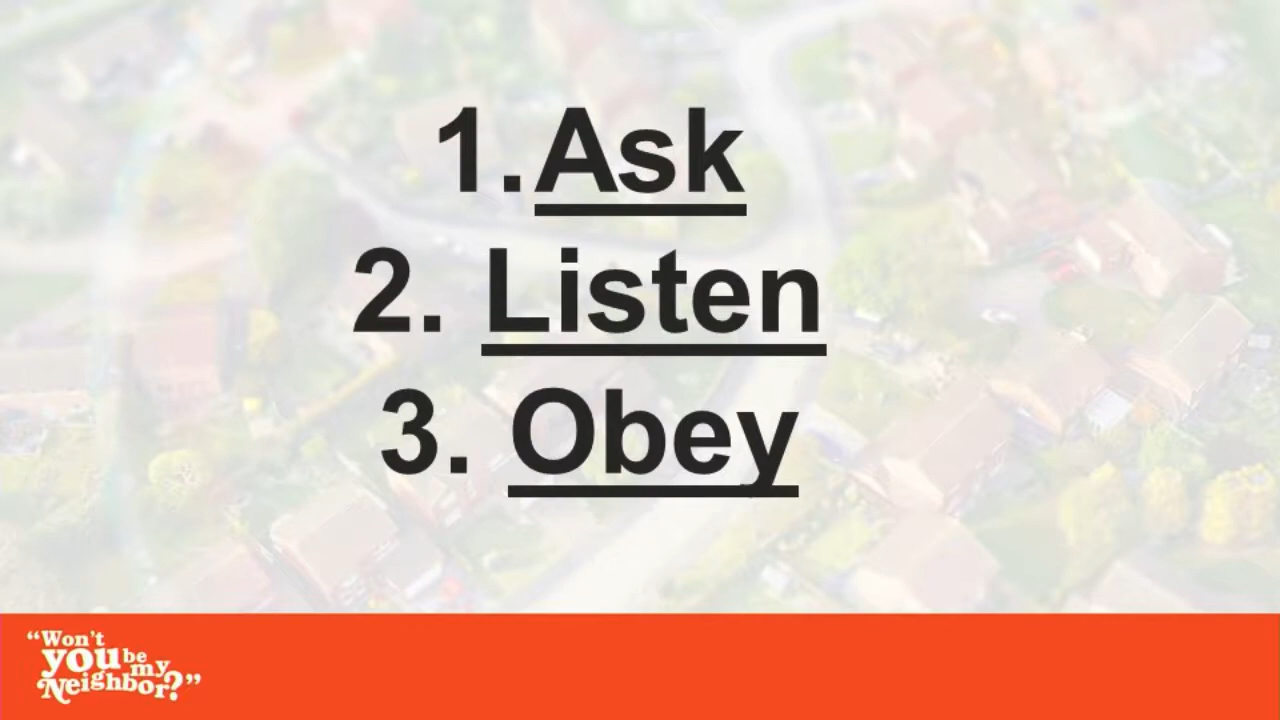 1.Ask
2. Listen
3. Obey
“Won’t
you be
my
Neighbor?”